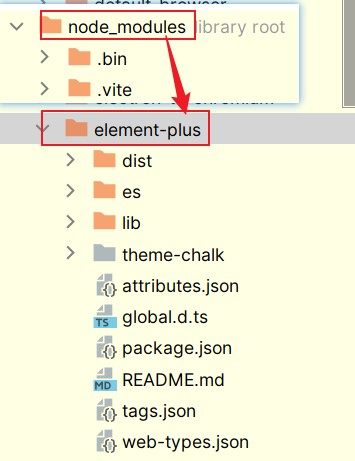 node_modules library root
.bin
.vite
element-plus
dist
es
lib
theme-chalk
attributes.json
TS global.d.ts
package.json
MD README.md
tags.json
web-types.json